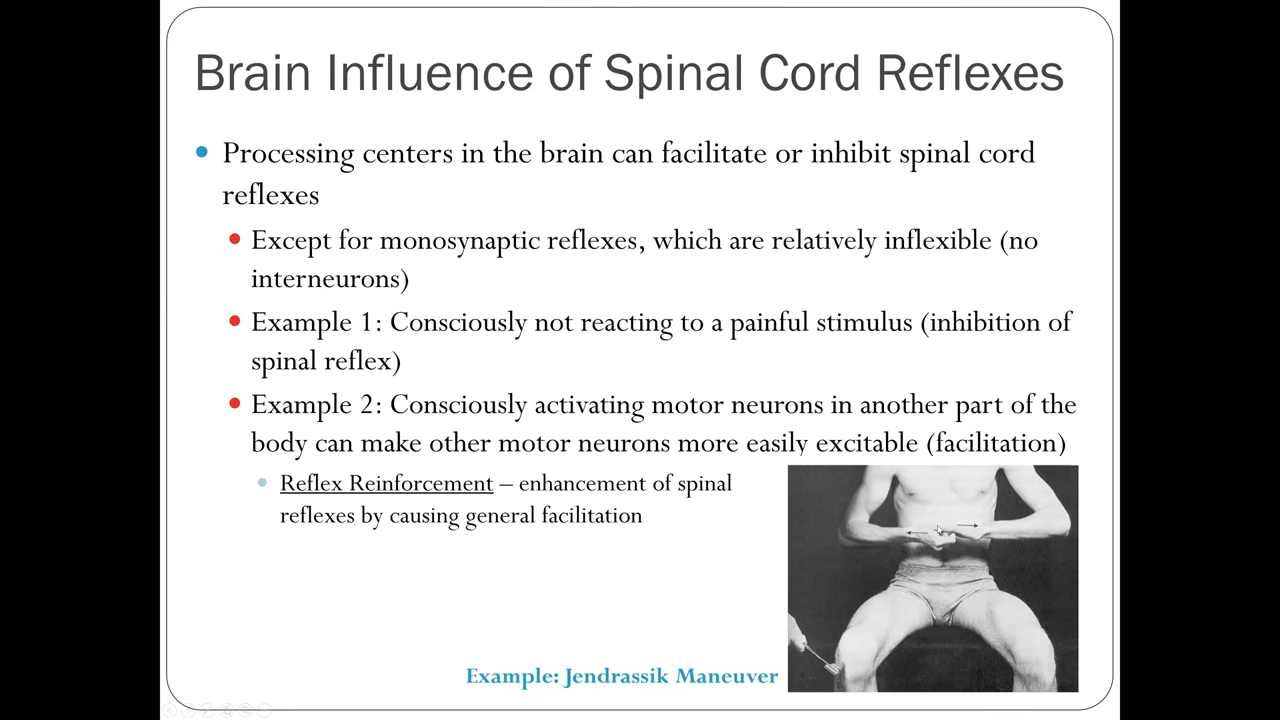 Brain Influence of Spinal Cord Reflexes
Processing centers in the brain can facilitate or inhibit spinal cord
reflexes
Except for monosynaptic reflexes, which are relatively inflexible (no
interneurons)
Example 1: Consciously not reacting to a painful stimulus (inhibition of
spinal reflex)
Example 2: Consciously activating motor neurons in another part of the
body can make other motor neurons more easily excitable (facilitation)
Reflex Reinforcement – enhancement of spinal
reflexes by causing general facilitation
Example: Jendrassik Maneuver